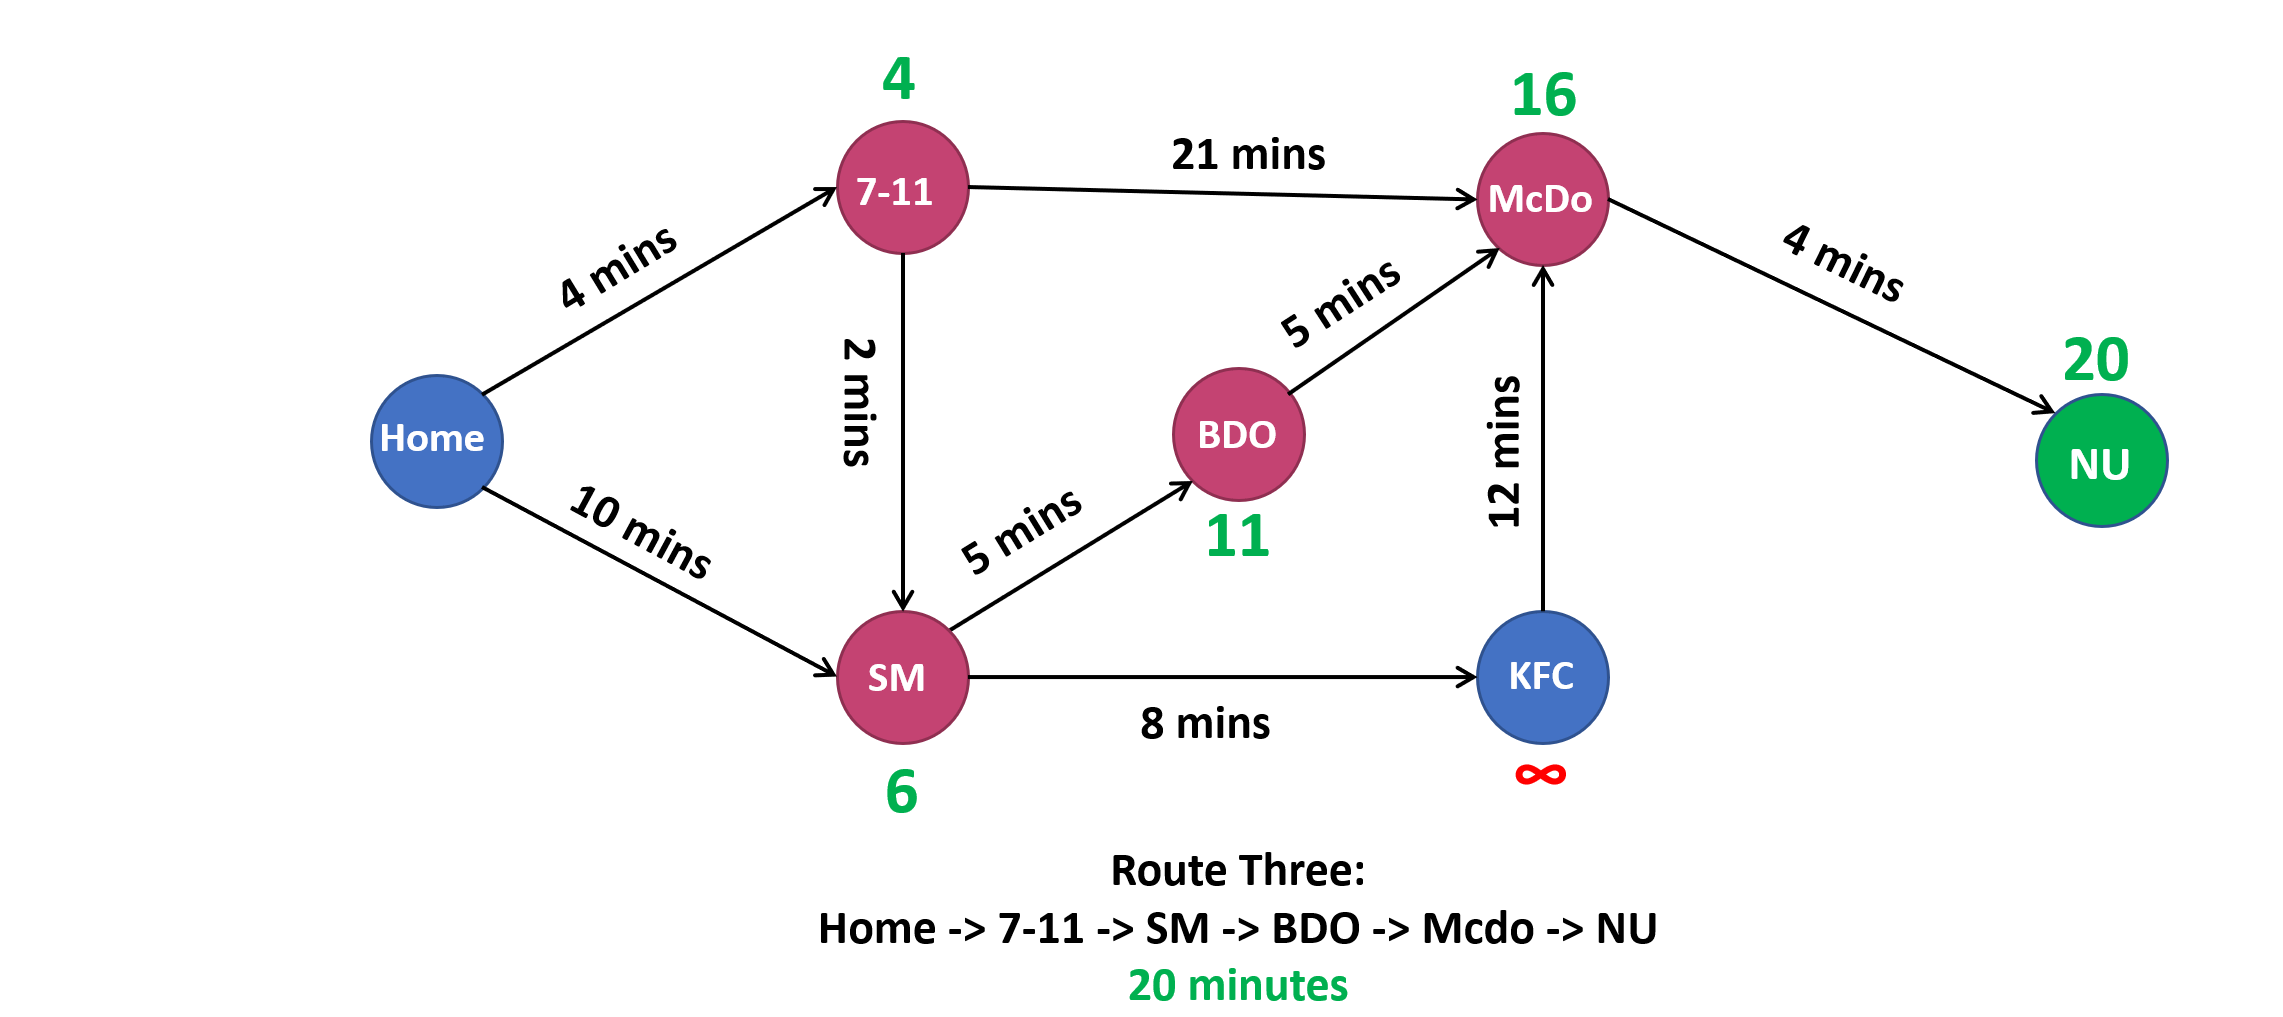 4
16
21 mins
7-11
McDo
4 mins
4 mins
5 mins
2 mins
20
Home
BDO
12 mins
NU
10 mins
5 mins
11
SM
KFC
8 mins
∞
6
Route Three:
Home -> 7-11 -> SM -> BDO -> Mcdo -> NU
20 minutes